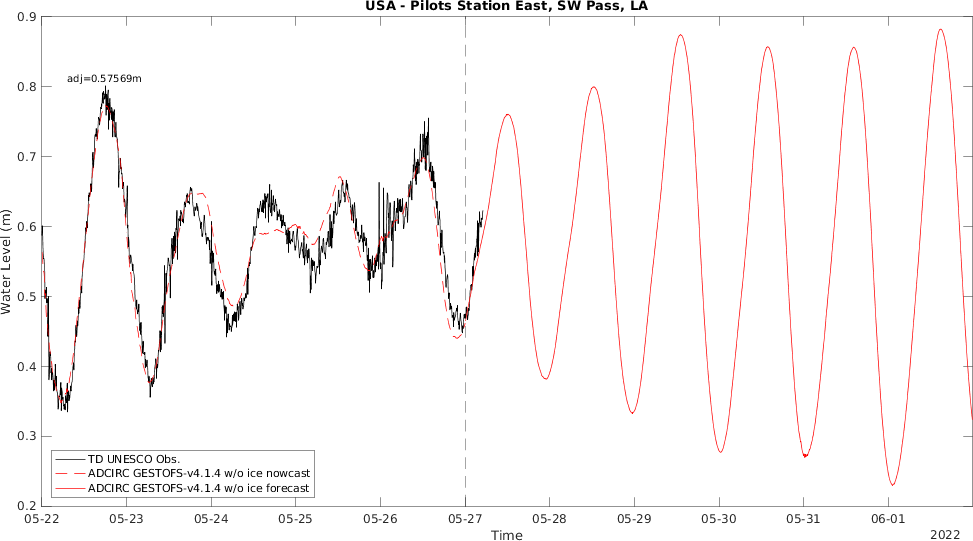 USA - Pilots Station East, SW Pass, LA
adj=0.57569m
0.9
0.8
0.7
0.6
0.5
0.4
0.3
0.2
Water Level (m)
TD UNESCO Obs.
ADCIRC GESTOFS-v4.1.4 w/o ice nowcast
ADCIRC GESTOFS-v4.1.4 w/o ice forecast
05-22 05-23 05-24 05-25 05-26 05-27 05-28 05-29 05-30 05-31 06-01
Time
2022